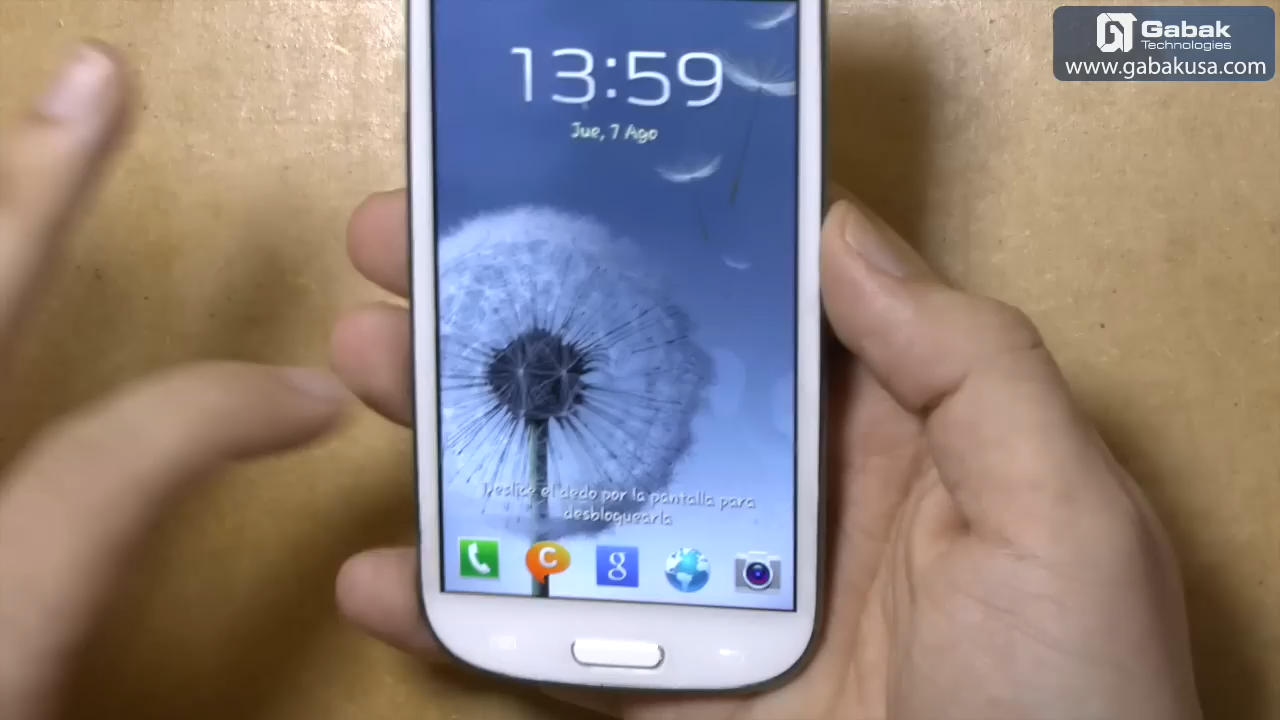 Gabak
Technologies
www.gabakusa.com
13:59
Jue, 7 Ago
Deslice el dedo por la pantalla para
desbloquearla
C
g